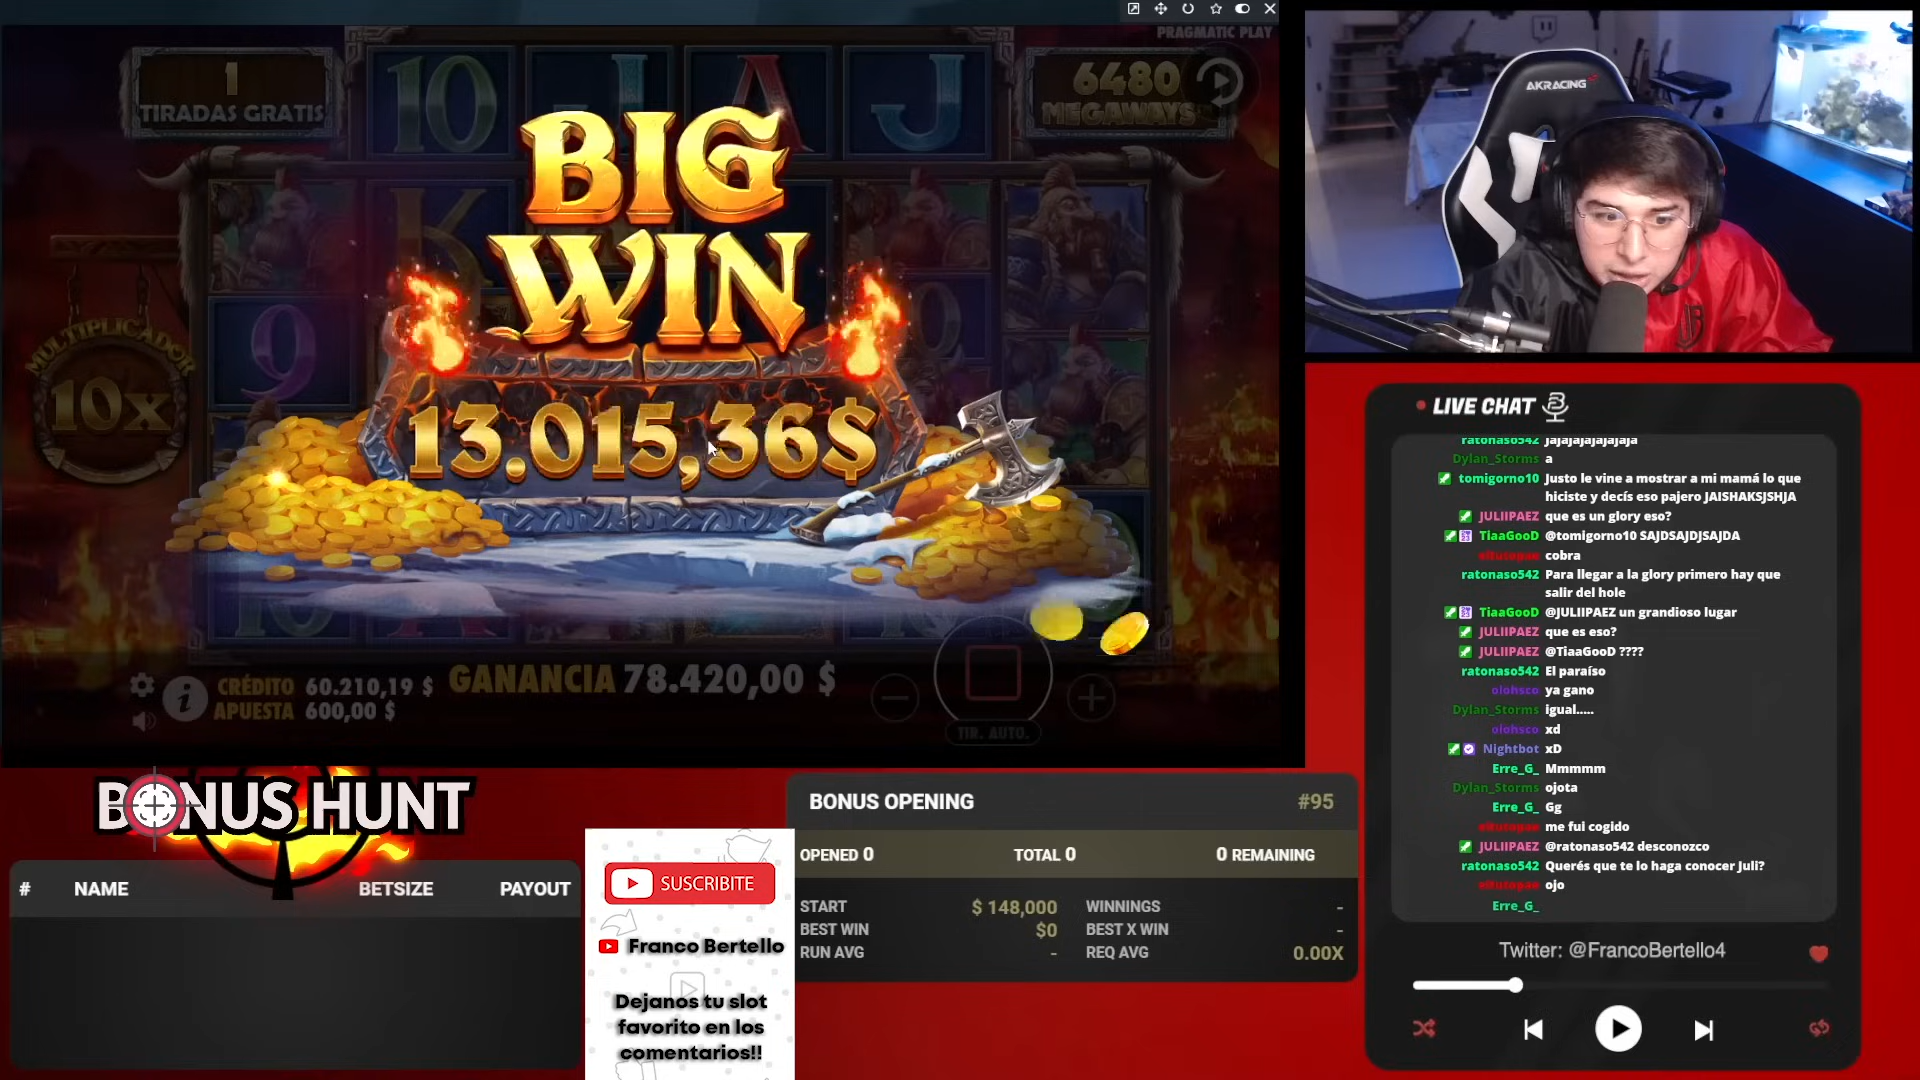 PRAGMATIC PLAY
1
TIRADAS GRATIS
10
J
A
J
6480
MEGAWAYS
K
9
MULTIPLICADOR
10x
BIG
WIN
13.015,36$
CRÉDITO 60.210,19 $
APUESTA 600,00 $
GANANCIA 78.420,00 $
TIR. AUTO.
AKRACING
LIVE CHAT
ratonaso542 jajajajajajajaja
Dylan_Storms a
tomigorno10 Justo le vine a mostrar a mi mamá lo que
hiciste y decís eso pajero JAISHAKSJSHJA
JULIIPAEZ que es un glory eso?
TiaaGooD @tomigorno10 SAJDSAJDJSAJDA
cobra
ratonaso542 Para llegar a la glory primero hay que
salir del hole
TiaaGooD @JULIIPAEZ un grandioso lugar
JULIIPAEZ que es eso?
JULIIPAEZ @TiaaGooD ????
ratonaso542 El paraíso
olohsco ya gano
Dylan_Storms igual.....
olohsco xd
Nightbot xD
Erre_G_ Mmmmm
Dylan_Storms ojota
Erre_G_ Gg
me fui cogido
JULIIPAEZ @ratonaso542 desconozco
ratonaso542 Querés que te lo haga conocer Juli?
ojo
Erre_G_
Twitter: @FrancoBertello4
BONUS HUNT
# NAME BETSIZE PAYOUT
SUSCRIBITE
Franco Bertello
Dejanos tu slot
favorito en los
comentarios!!
BONUS OPENING #95
OPENED 0 TOTAL 0 0 REMAINING
START $ 148,000 WINNINGS -
BEST WIN $0 BEST X WIN -
RUN AVG - REQ AVG 0.00X